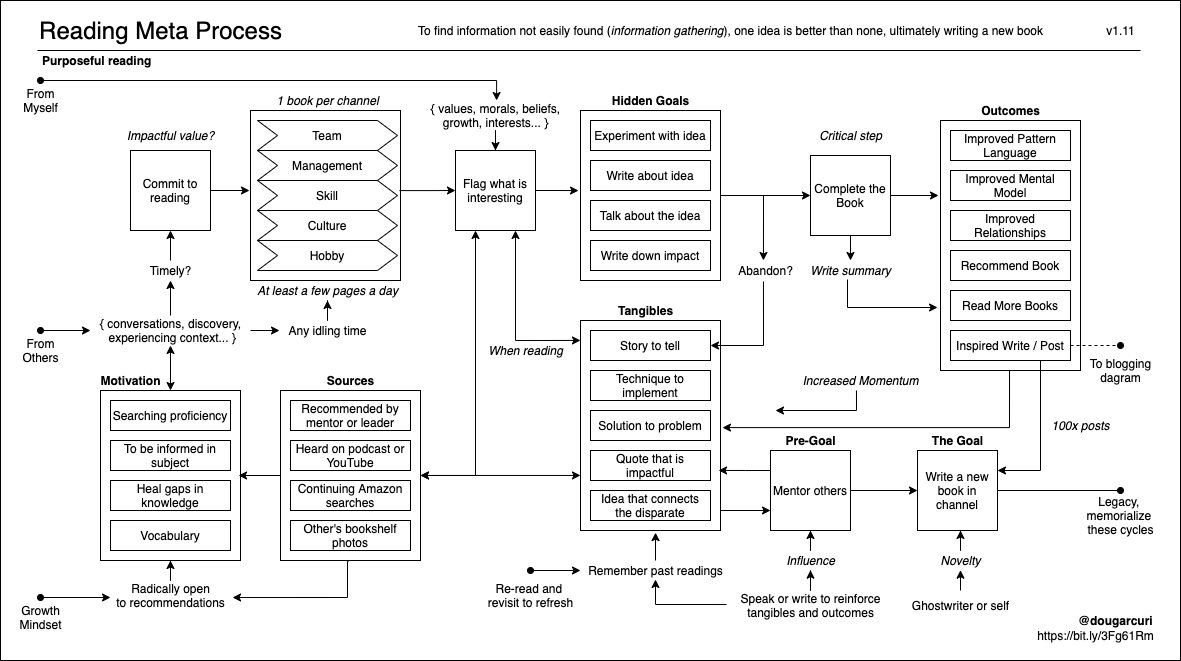 Reading Meta Process
To find information not easily found (information gathering), one idea is better than none, ultimately writing a new book
v1.11
Purposeful reading
From
Myself
1 book per channel
{ values, morals, beliefs,
growth, interests... }
Hidden Goals
Outcomes
Impactful value?
Critical step
Commit to
reading
Team
Management
Skill
Culture
Hobby
At least a few pages a day
Flag what is
interesting
Experiment with idea
Write about idea
Talk about the idea
Write down impact
Complete the
Book
Abandon?
Write summary
Improved Pattern
Language
Improved Mental
Model
Improved
Relationships
Recommend Book
Read More Books
Inspired Write / Post
To blogging
dagram
Timely?
From
Others
{ conversations, discovery,
experiencing context... }
Any idling time
When reading
Tangibles
Story to tell
Technique to
implement
Solution to problem
Quote that is
impactful
Idea that connects
the disparate
Increased Momentum
100x posts
Motivation
Searching proficiency
To be informed in
subject
Heal gaps in
knowledge
Vocabulary
Sources
Recommended by
mentor or leader
Heard on podcast or
YouTube
Continuing Amazon
searches
Other's bookshelf
photos
Pre-Goal
Mentor others
The Goal
Write a new
book in
channel
Legacy,
memorialize
these cycles
Growth
Mindset
Radically open
to recommendations
Re-read and
revisit to refresh
Remember past readings
Influence
Speak or write to reinforce
tangibles and outcomes
Novelty
Ghostwriter or self
@dougarcuri
https://bit.ly/3Fg61Rm